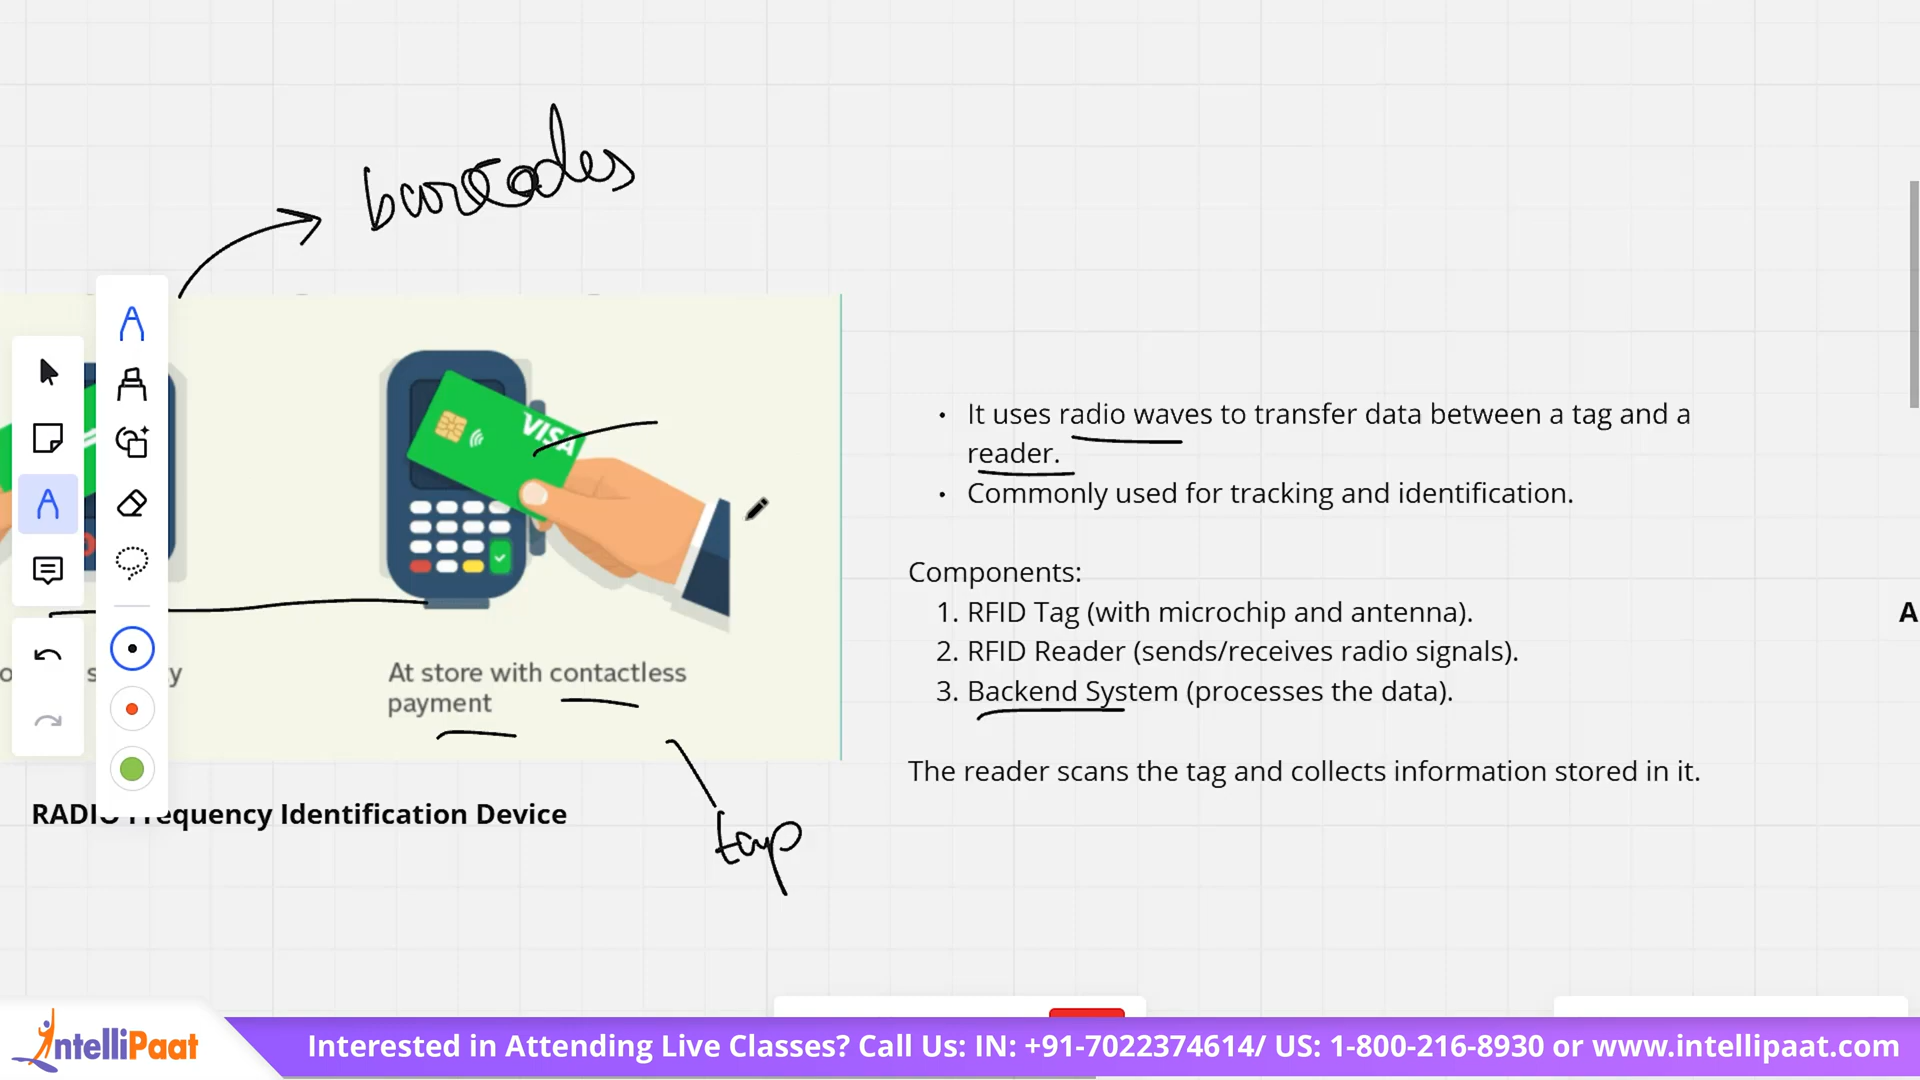 barcodes
VISA
It uses radio waves to transfer data between a tag and a
reader.
Commonly used for tracking and identification.
Components:
1. RFID Tag (with microchip and antenna).
2. RFID Reader (sends/receives radio signals).
3. Backend System (processes the data).
The reader scans the tag and collects information stored in it.
At store with contactless
payment
tap
RADIO Frequency Identification Device
A
IntelliPaat
Interested in Attending Live Classes? Call Us: IN: +91-7022374614/ US: 1-800-216-8930 or www.intellipaat.com